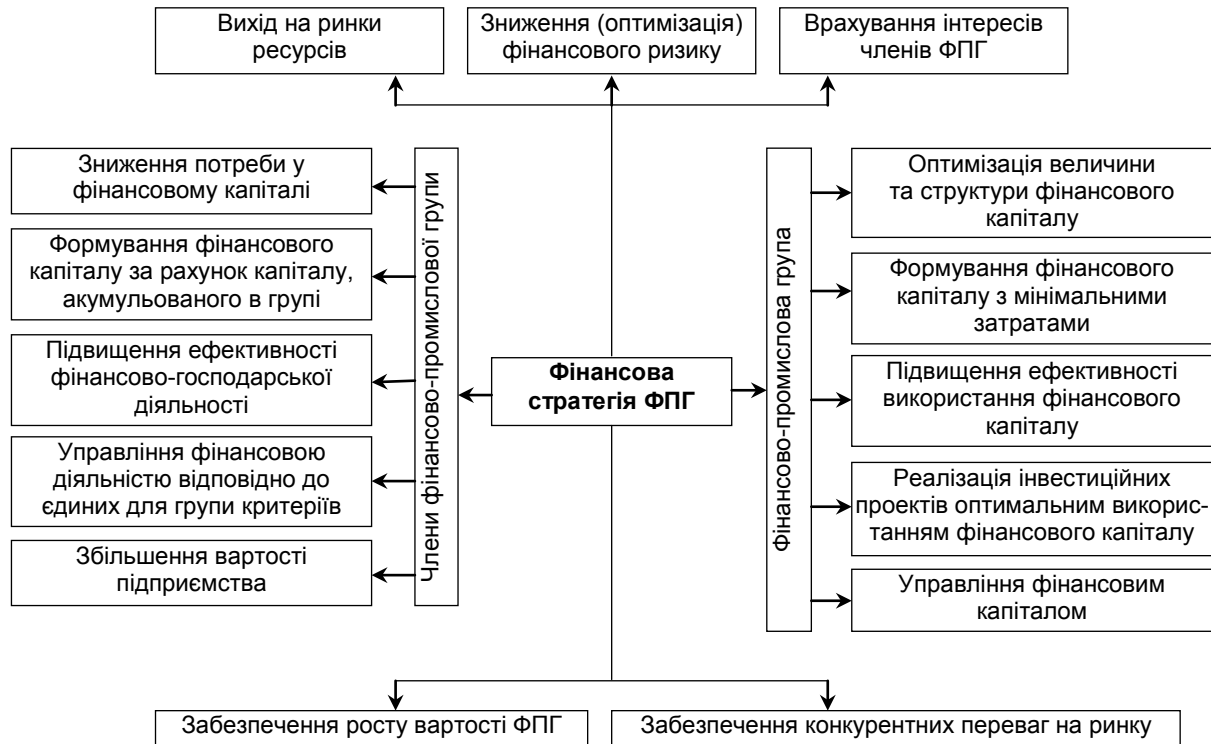 Вихід на ринки
ресурсів
Зниження (оптимізація)
фінансового ризику
Врахування інтересів
членів ФПГ
Зниження потреби у
фінансовому капіталі
Формування фінансового
капіталу за рахунок капіталу,
акумульованого в групі
Підвищення ефективності
фінансово-господарської
діяльності
Управління фінансовою
діяльністю відповідно до
єдиних для групи критеріїв
Збільшення вартості
підприємства
Члени фінансово-промислової групи
Фінансова
стратегія ФПГ
Фінансово-промислова група
Оптимізація величини
та структури фінансового
капіталу
Формування фінансового
капіталу з мінімальними
затратами
Підвищення ефективності
використання фінансового
капіталу
Реалізація інвестиційних
проектів оптимальним викорис-
танням фінансового капіталу
Управління фінансовим
капіталом
Забезпечення росту вартості ФПГ
Забезпечення конкурентних переваг на ринку